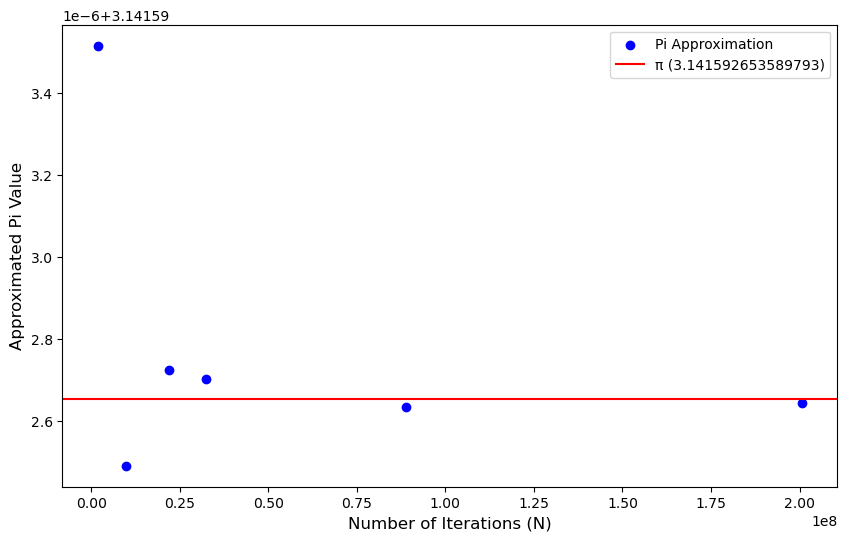 1e−6+3.14159
Pi Approximation
π (3.141592653589793)
3.4
3.2
3.0
2.8
2.6
Approximated Pi Value
0.00 0.25 0.50 0.75 1.00 1.25 1.50 1.75 2.00
1e8
Number of Iterations (N)